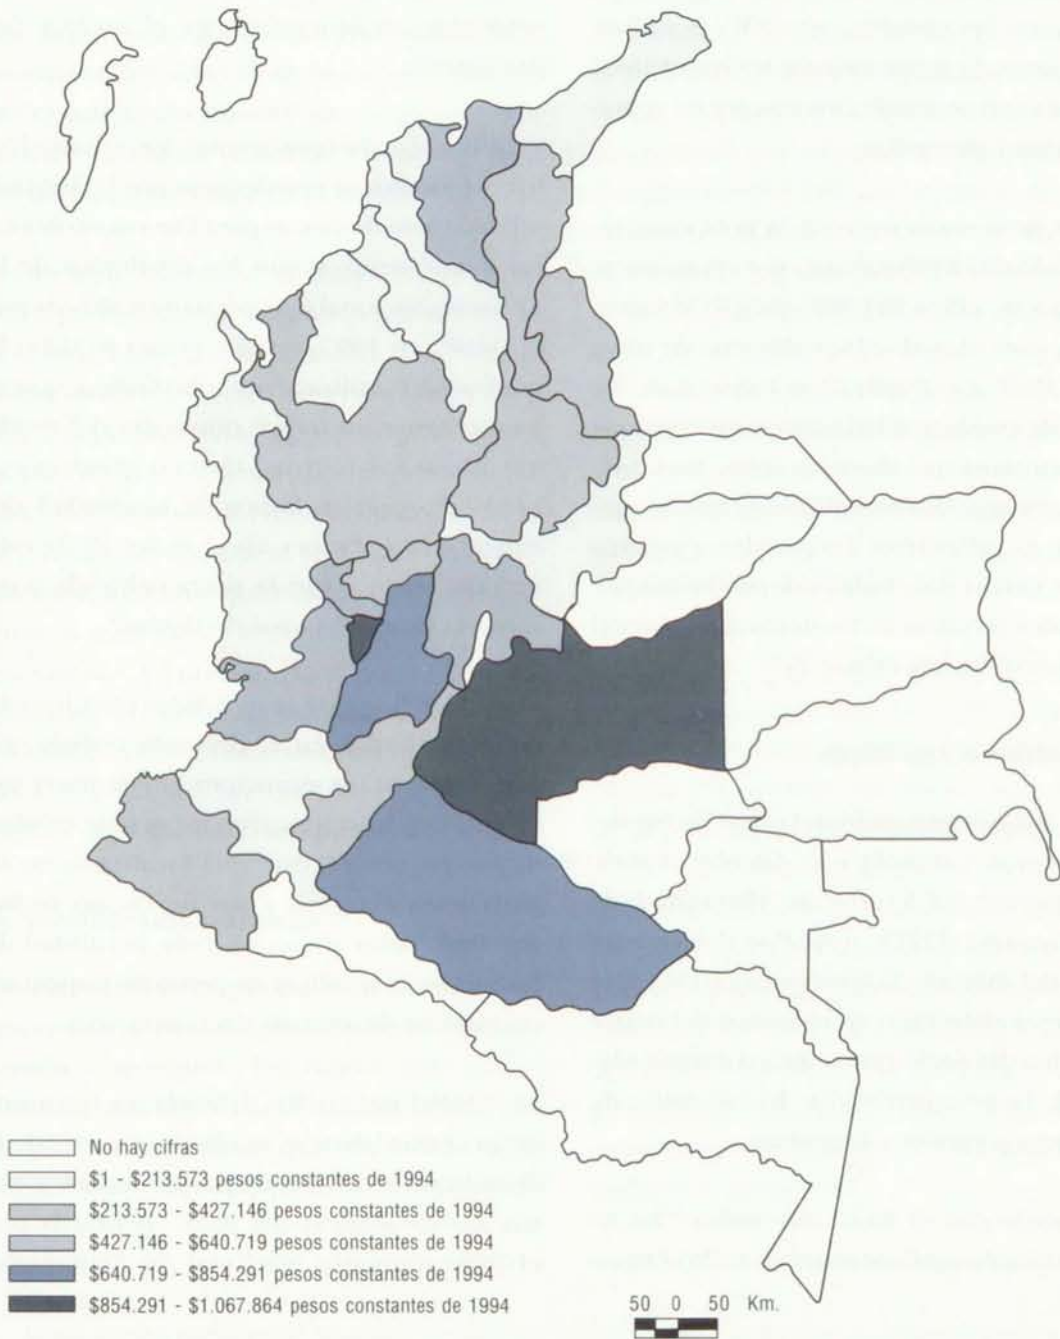 No hay cifras
$1 - $213.573 pesos constantes de 1994
$213.573 - $427.146 pesos constantes de 1994
$427.146 - $640.719 pesos constantes de 1994
$640.719 - $854.291 pesos constantes de 1994
$854.291 - $1.067.864 pesos constantes de 1994
50 0 50 Km.